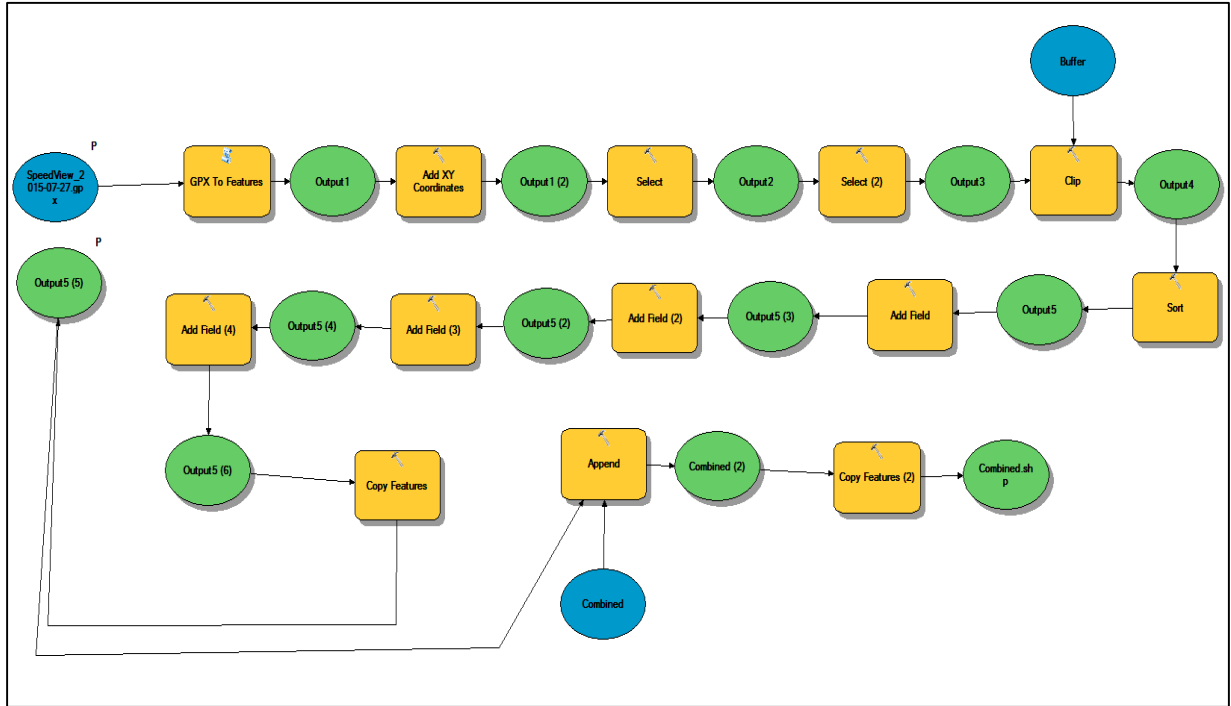 Buffer
P
SpeedView_2
015-07-27.gp
x
GPX To Features
Output1
Add XY
Coordinates
Output1 (2)
Select
Output2
Select (2)
Output3
Clip
Output4
P
Output5 (5)
Add Field (4)
Output5 (4)
Add Field (3)
Output5 (2)
Add Field (2)
Output5 (3)
Add Field
Output5
Sort
Output5 (6)
Copy Features
Append
Combined (2)
Copy Features (2)
Combined.sh
p
Combined